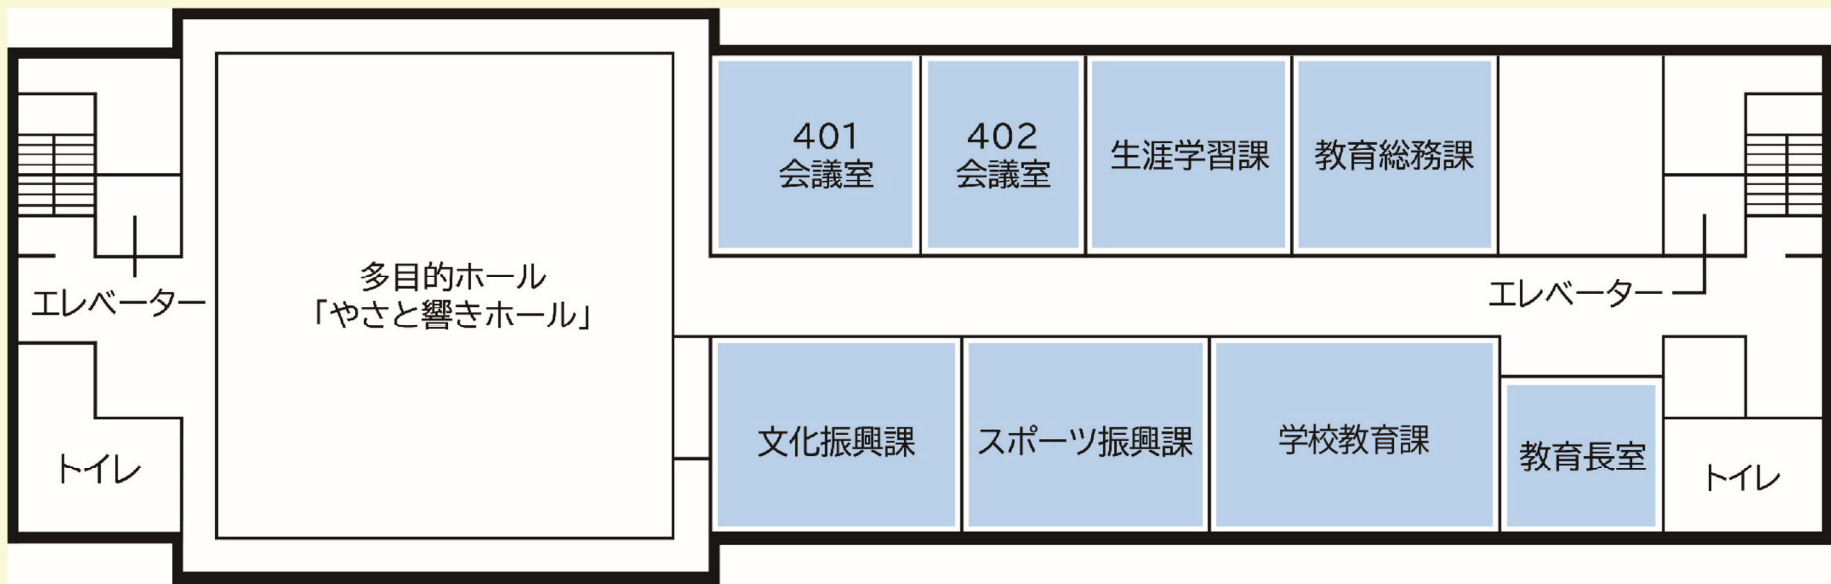 401
会議室
402
会議室
生涯学習課
教育総務課
エレベーター
多目的ホール
「やさと響きホール」
エレベーター
文化振興課
スポーツ振興課
学校教育課
教育長室
トイレ
トイレ